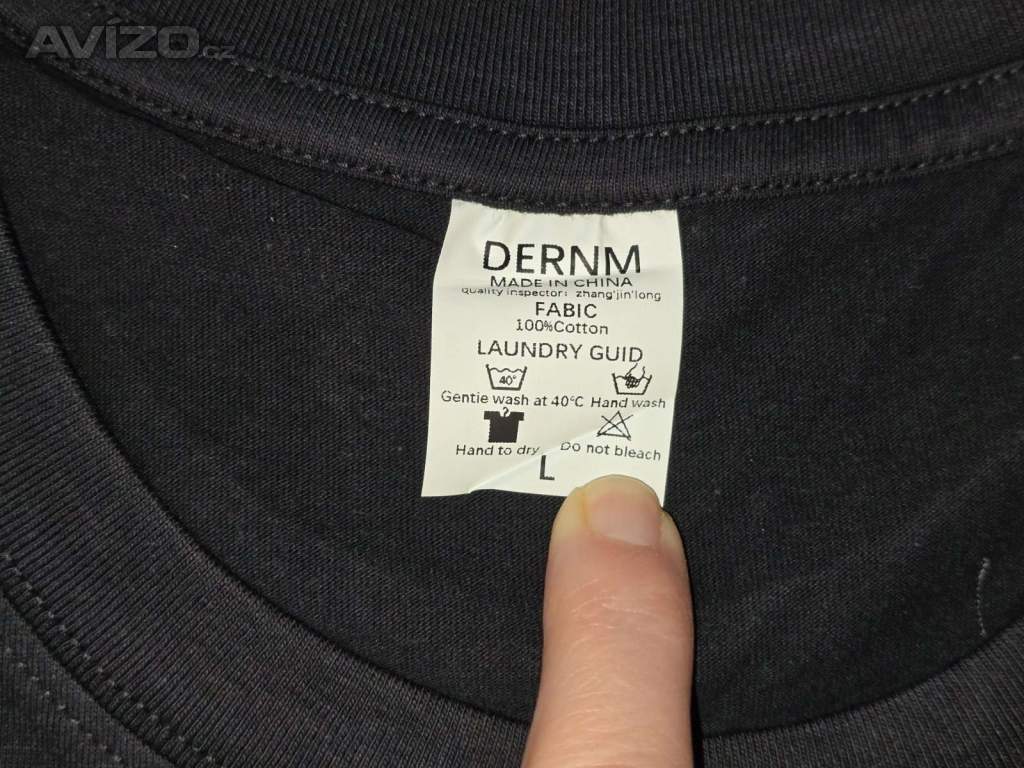 AVÍZO.cz
DERNM
MADE IN CHINA
Quality inspector: zhang'jin'long
FABIC
100%Cotton
LAUNDRY GUID
40°
Gentie wash at 40°C Hand wash
Hand to dry Do not bleach
L